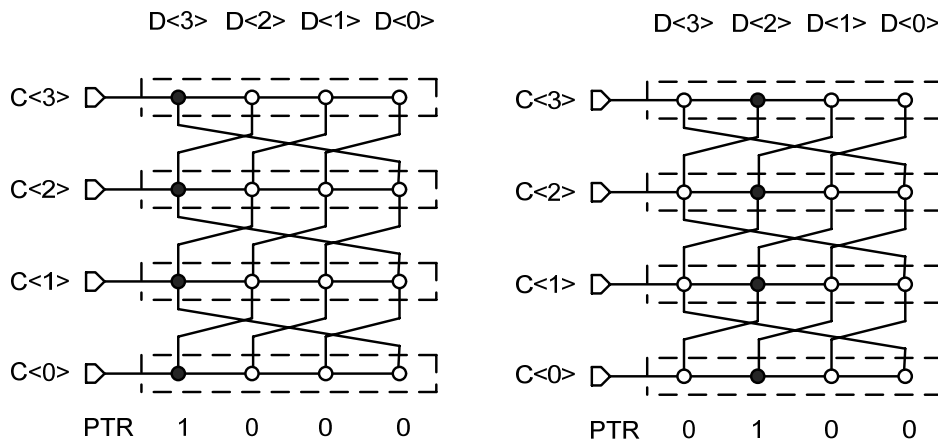 D<3> D<2> D<1> D<0>
C<3>
C<2>
C<1>
C<0>
PTR 1 0 0 0
D<3> D<2> D<1> D<0>
C<3>
C<2>
C<1>
C<0>
PTR 0 1 0 0